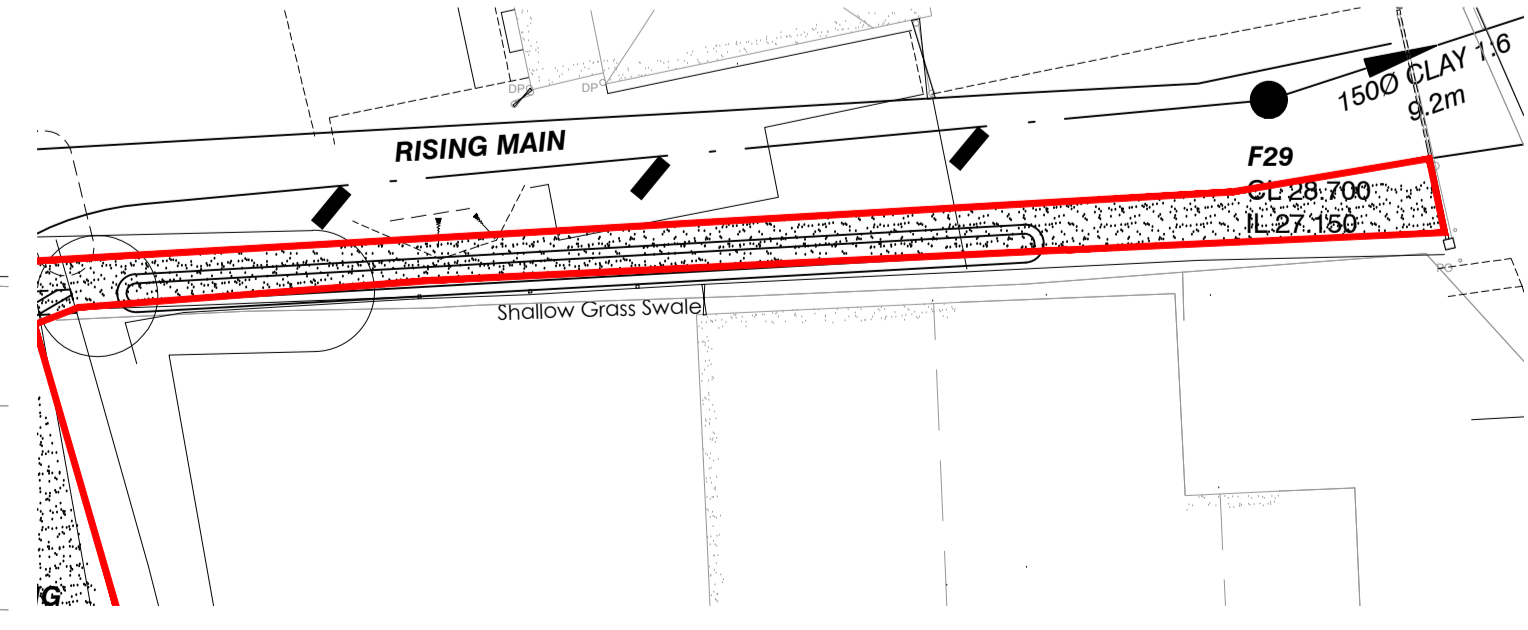 DP
DP
150Ø CLAY 1:6
9.2m
RISING MAIN
F29
CL 28.700
IL 27.150
PO
Shallow Grass Swale
G